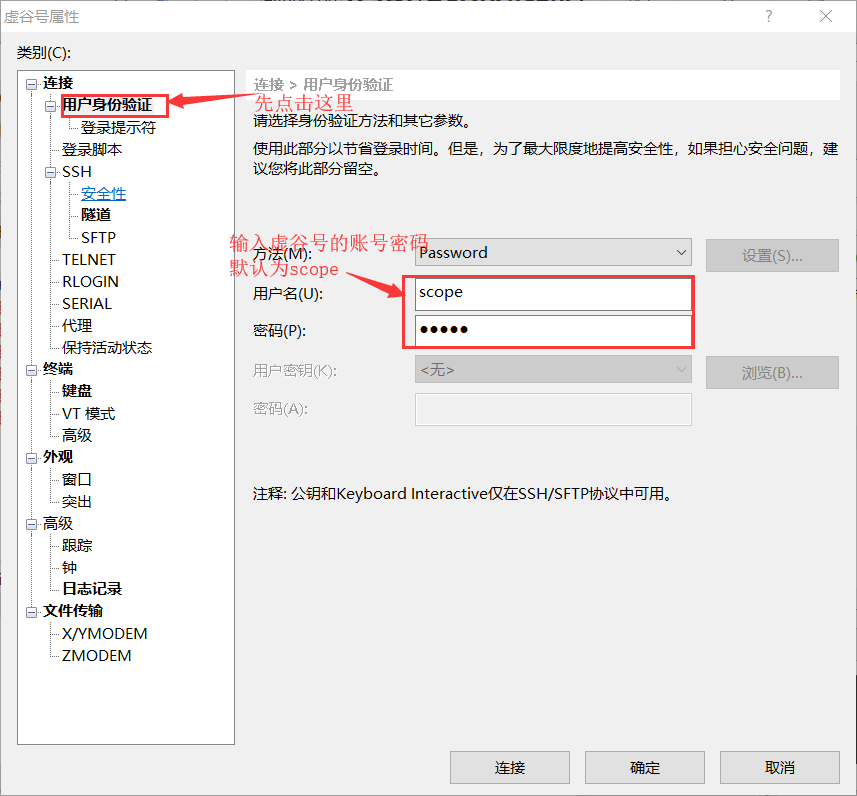 虚谷号属性
类别(C):
连接
用户身份验证
登录提示符
登录脚本
SSH
安全性
隧道
SFTP
TELNET
RLOGIN
SERIAL
代理
保持活动状态
终端
键盘
VT 模式
高级
外观
窗口
突出
高级
跟踪
钟
日志记录
文件传输
X/YMODEM
ZMODEM
连接 > 用户身份验证
先点击这里
请选择身份验证方法和其它参数。
使用此部分以节省登录时间。但是，为了最大限度地提高安全性，如果担心安全问题，建
议您将此部分留空。
输入虚谷号的账号密码
默认为scope
方法(M):
Password
设置(S)...
用户名(U):
scope
密码(P):
●●●●●
用户密钥(K):
<无>
浏览(B)...
密码(A):
注释: 公钥和Keyboard Interactive仅在SSH/SFTP协议中可用。
连接
确定
取消